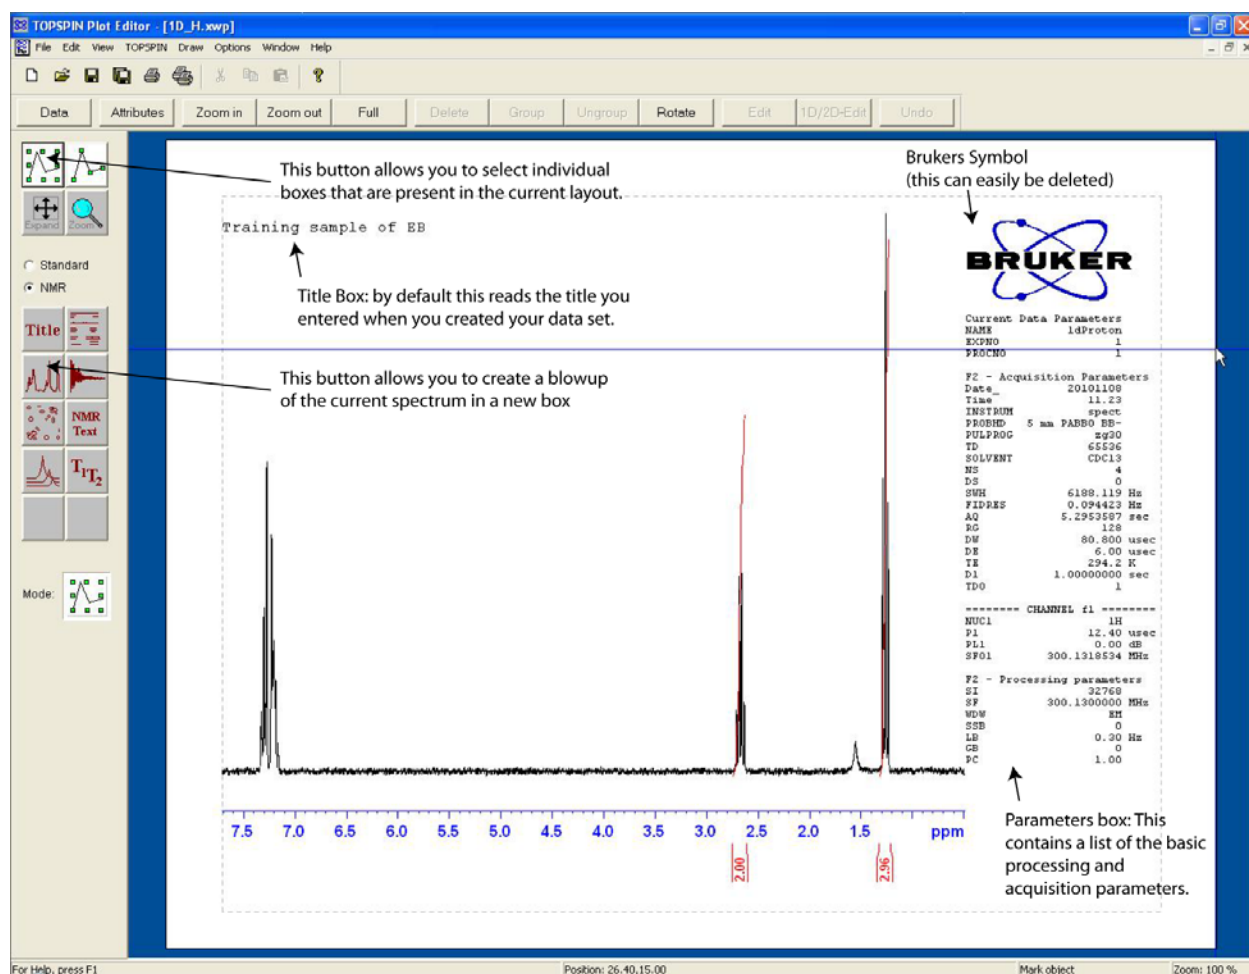 TOPSPIN Plot Editor - [1D_H.xwp]
File Edit View TOPSPIN Draw Options Window Help
Data Attributes Zoom in Zoom out Full Delete Group Ungroup Rotate Edit 1D/2D-Edit Undo
This button allows you to select individual
boxes that are present in the current layout.
Brukers Symbol
(this can easily be deleted)
Expand Zoom
Training sample of EB
BRUKER
Standard
NMR
Title Box: by default this reads the title you
entered when you created your data set.
Title
This button allows you to create a blowup
of the current spectrum in a new box
NMR
Text
T1T2
Mode:
Current Data Parameters
NAME 1dProton
EXPNO 1
PROCNO 1
F2 - Acquisition Parameters
Date_ 20101108
Time 11.23
INSTRUM spect
PROBHD 5 mm PABBO BB-
PULPROG zg30
TD 65536
SOLVENT CDCl3
NS 4
DS 0
SWH 6188.119 Hz
FIDRES 0.094423 Hz
AQ 5.2953587 sec
RG 128
DW 80.800 usec
DE 6.00 usec
TE 294.2 K
D1 1.00000000 sec
TD0 1
======== CHANNEL f1 ========
NUC1 1H
P1 12.40 usec
PL1 0.00 dB
SFO1 300.1318534 MHz
F2 - Processing parameters
SI 32768
SF 300.1300000 MHz
WDW EM
SSB 0
LB 0.30 Hz
GB 0
PC 1.00
7.5 7.0 6.5 6.0 5.5 5.0 4.5 4.0 3.5 3.0 2.5 2.0 1.5 ppm
2.00
2.96
Parameters box: This
contains a list of the basic
processing and
acquisition parameters.
For Help, press F1 Position: 26.40,15.00 Mark object Zoom: 100 %